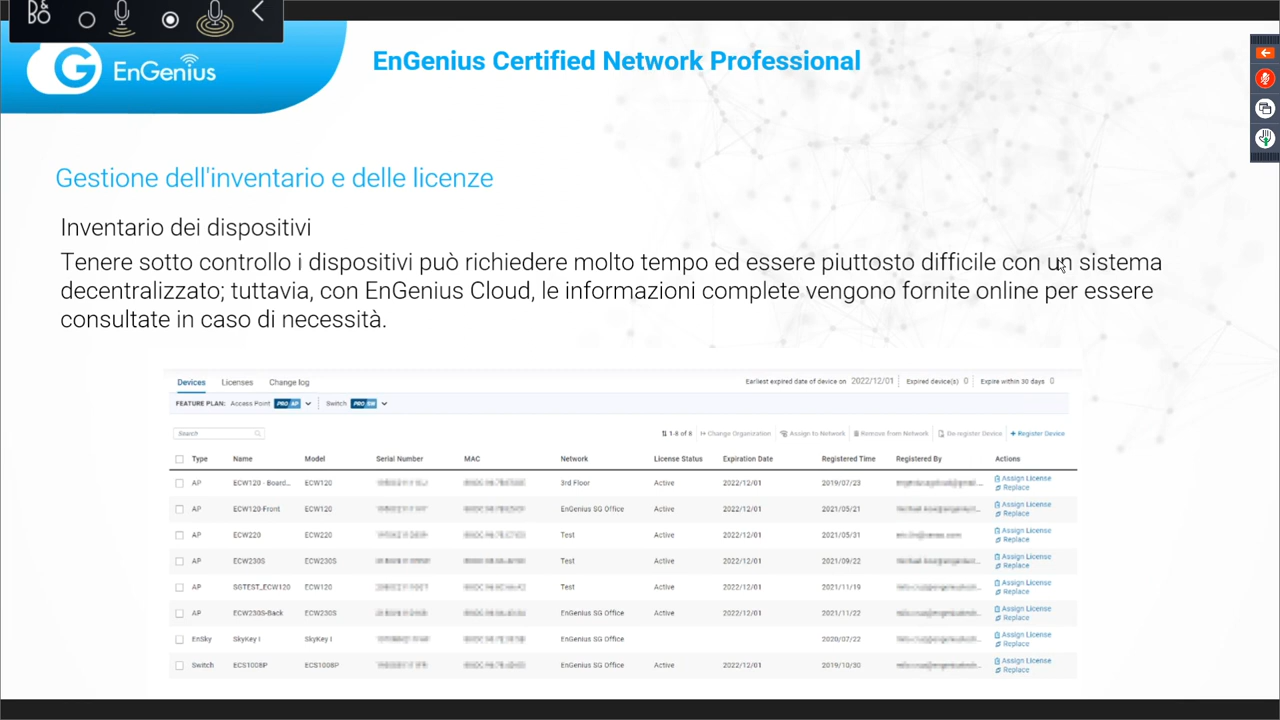 EnGenius
EnGenius Certified Network Professional
Gestione dell'inventario e delle licenze
Inventario dei dispositivi
Tenere sotto controllo i dispositivi può richiedere molto tempo ed essere piuttosto difficile con un sistema
decentralizzato; tuttavia, con EnGenius Cloud, le informazioni complete vengono fornite online per essere
consultate in caso di necessità.
Devices Licenses Change log Earliest expired date of device on 2022/12/01 Expired device(s) 0 Expire within 30 days 0
FEATURE PLAN: Access Point PRO AP Switch PRO SW
Search 1-8 of 8 Change Organization Assign to Network Remove from Network De-register Device + Register Device
Type Name Model Serial Number MAC Network License Status Expiration Date Registered Time Registered By Actions
AP ECW120 - Board... ECW120 3rd Floor Active 2022/12/01 2019/07/23 Assign License
Replace
AP ECW120-Front ECW120 EnGenius SG Office Active 2022/12/01 2021/05/21 Assign License
Replace
AP ECW220 ECW220 Test Active 2022/12/01 2021/05/31 Assign License
Replace
AP ECW230S ECW230S Test Active 2022/12/01 2021/09/22 Assign License
Replace
AP SGTEST_ECW120 ECW120 Test Active 2022/12/01 2021/11/19 Assign License
Replace
AP ECW230S-Back ECW230S EnGenius SG Office Active 2022/12/01 2021/11/22 Assign License
Replace
EnSky SkyKey I SkyKey I EnGenius SG Office 2020/07/22 Assign License
Replace
Switch ECS1008P ECS1008P EnGenius SG Office Active 2022/12/01 2019/10/30 Assign License
Replace